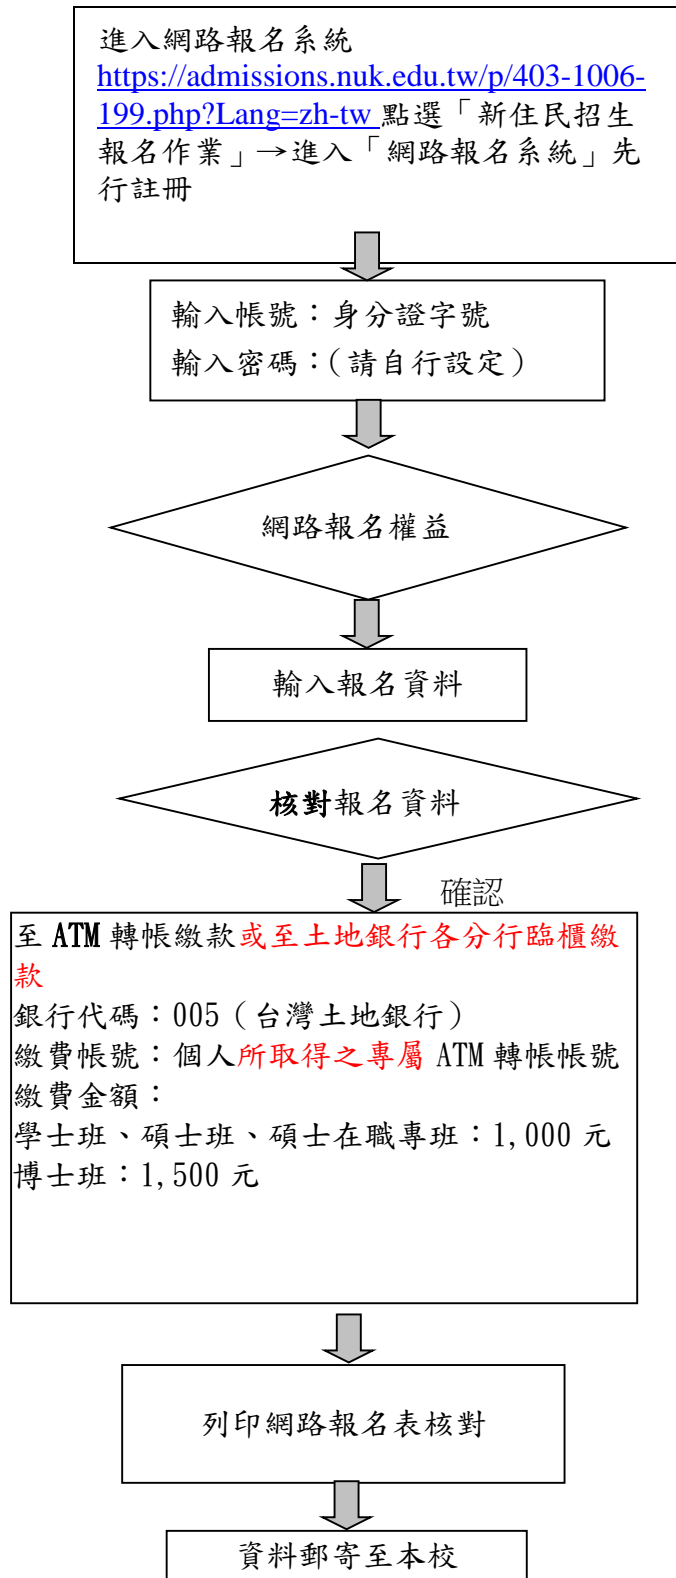 進入網路報名系統
https://admissions.nuk.edu.tw/p/403-1006-
199.php?Lang=zh-tw 點選「新住民招生
報名作業」→進入「網路報名系統」先
行註冊
輸入帳號：身分證字號
輸入密碼：（請自行設定）
網路報名權益
輸入報名資料
核對報名資料
確認
至 ATM 轉帳繳款或至土地銀行各分行臨櫃繳
款
銀行代碼：005（台灣土地銀行）
繳費帳號：個人所取得之專屬 ATM 轉帳帳號
繳費金額：
學士班、碩士班、碩士在職專班：1,000 元
博士班：1,500 元
列印網路報名表核對
資料郵寄至本校